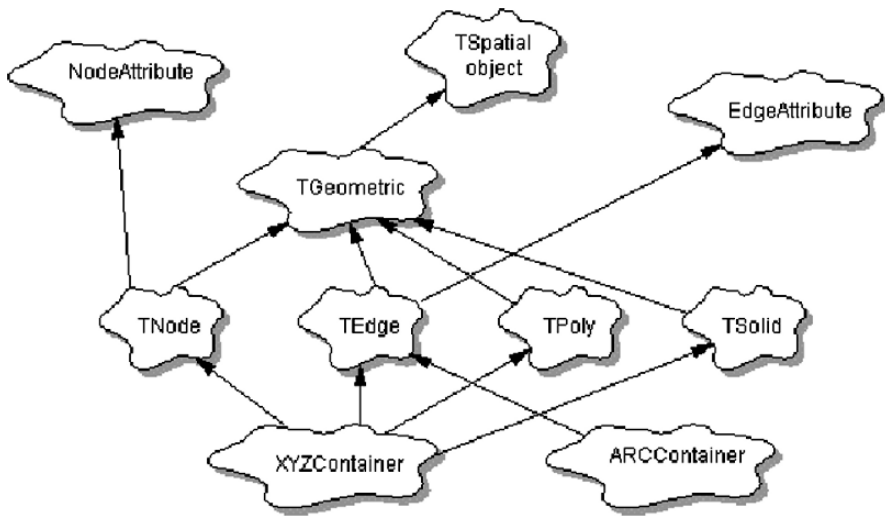 TSpatial
object
NodeAttribute
EdgeAttribute
TGeometric
TNode
TEdge
TPoly
TSolid
XYZContainer
ARCContainer